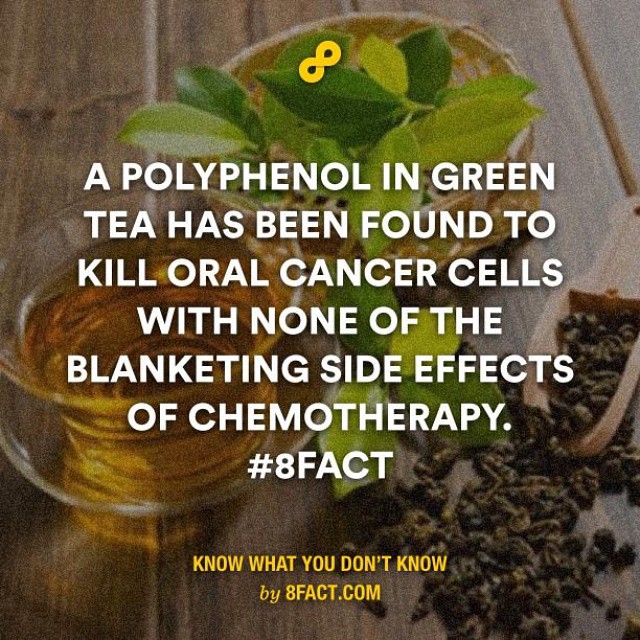 A POLYPHENOL IN GREEN
TEA HAS BEEN FOUND TO
KILL ORAL CANCER CELLS
WITH NONE OF THE
BLANKETING SIDE EFFECTS
OF CHEMOTHERAPY.
#8FACT
KNOW WHAT YOU DON'T KNOW
by 8FACT.COM